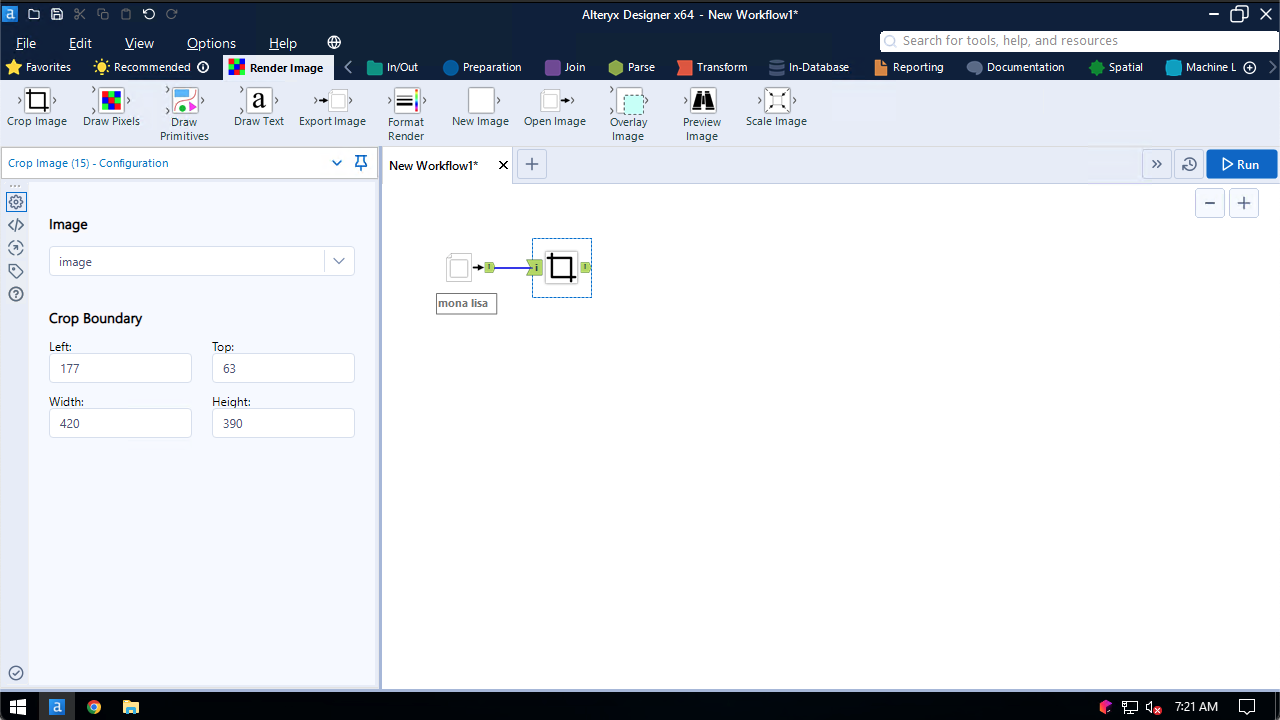 Alteryx Designer x64 - New Workflow1*
File Edit View Options Help
Search for tools, help, and resources
Favorites Recommended Render Image In/Out Preparation Join Parse Transform In-Database Reporting Documentation Spatial Machine L
Crop Image Draw Pixels Draw Primitives Draw Text Export Image Format Render New Image Open Image Overlay Image Preview Image Scale Image
Crop Image (15) - Configuration
New Workflow1*
Run
Image
image
Crop Boundary
Left: Top:
177 63
Width: Height:
420 390
i
mona lisa
7:21 AM